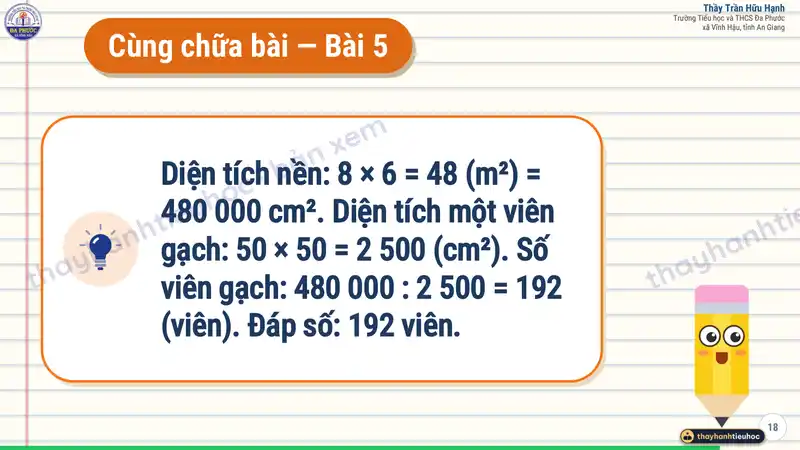 Thầy Trần Hữu Hạnh
Trường Tiểu học và THCS Đa Phước
xã Vĩnh Hậu, tỉnh An Giang
ĐA PHƯỚC
Cùng chữa bài – Bài 5
Diện tích nền: 8 × 6 = 48 (m²) =
480 000 cm². Diện tích một viên
gạch: 50 × 50 = 2 500 (cm²). Số
viên gạch: 480 000 : 2 500 = 192
(viên). Đáp số: 192 viên.
thayhanhtieuhoc
18